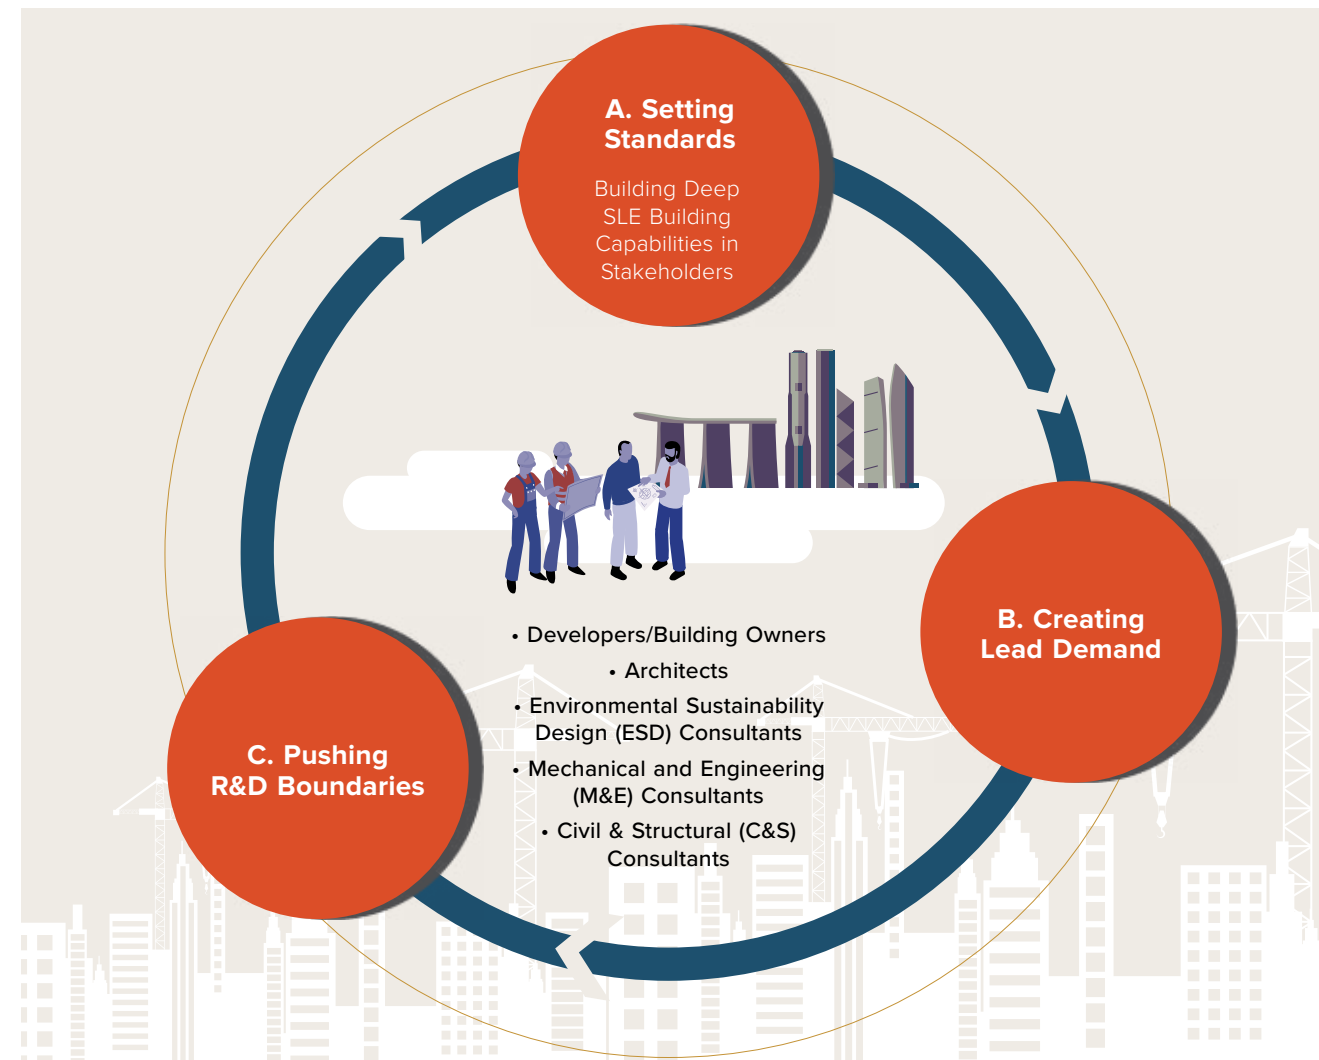 A. Setting
Standards
Building Deep
SLE Building
Capabilities in
Stakeholders
B. Creating
Lead Demand
C. Pushing
R&D Boundaries
• Developers/Building Owners
• Architects
• Environmental Sustainability
Design (ESD) Consultants
• Mechanical and Engineering
(M&E) Consultants
• Civil & Structural (C&S)
Consultants